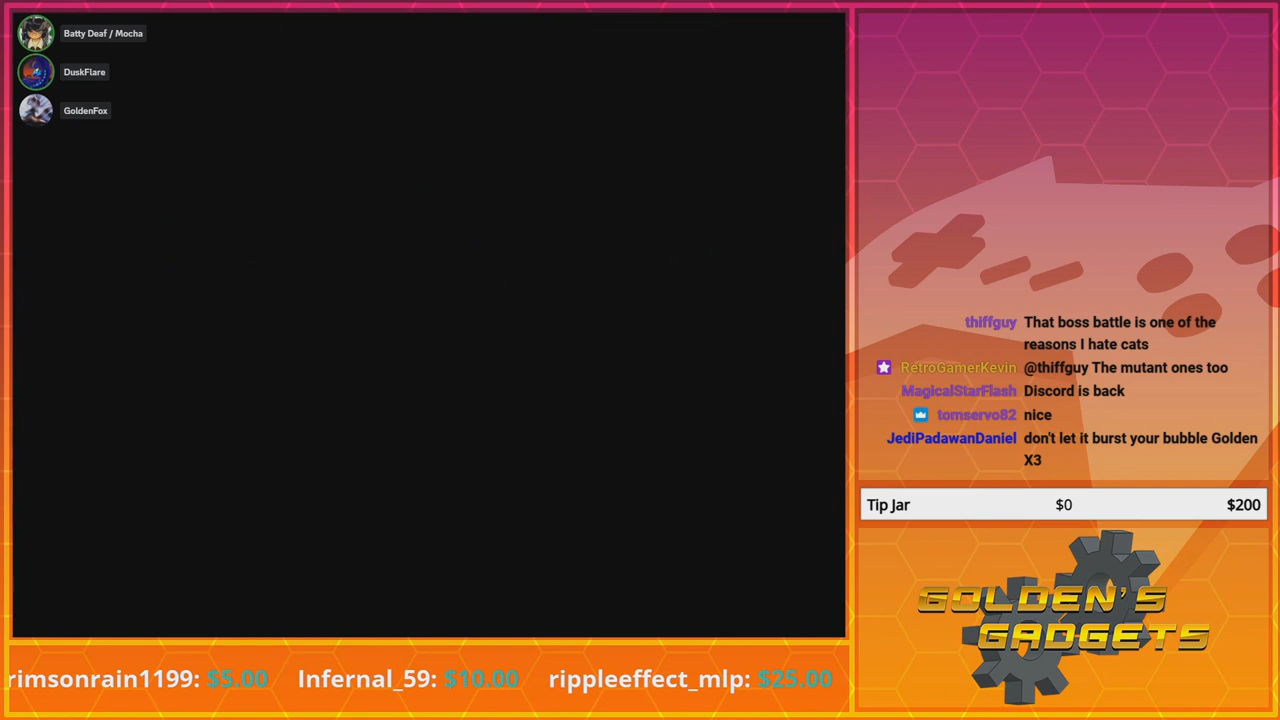 Batty Deaf / Mocha
DuskFlare
GoldenFox
thiffguy That boss battle is one of the
reasons I hate cats
RetroGamerKevin @thiffguy The mutant ones too
MagicalStarFlash Discord is back
tomservo82 nice
JediPadawanDaniel don't let it burst your bubble Golden
X3
Tip Jar $0 $200
GOLDEN'S
GADGETS
rimsonrain1199: $5.00 Infernal_59: $10.00 rippleeffect_mlp: $25.00